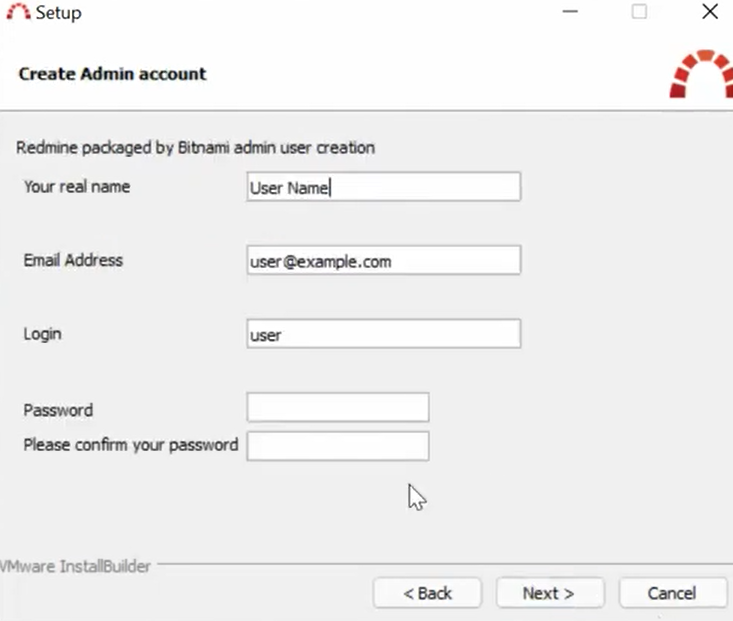 Setup
Create Admin account
Redmine packaged by Bitnami admin user creation
Your real name User Name
Email Address user@example.com
Login user
Password
Please confirm your password
VMware InstallBuilder
< Back Next > Cancel